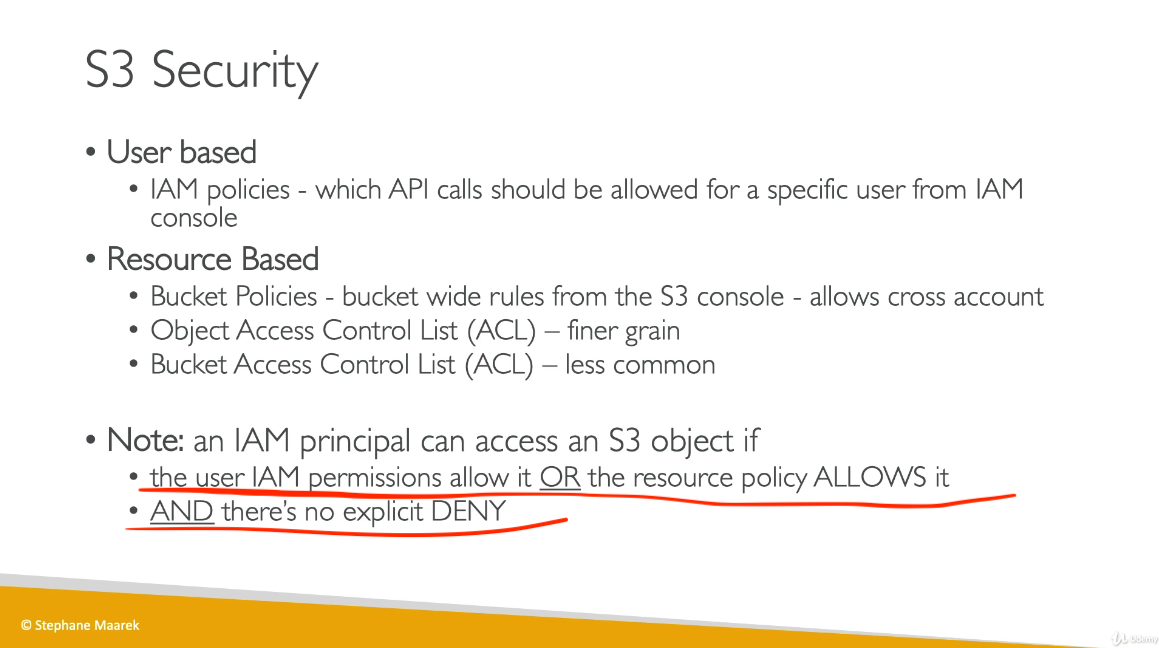 S3 Security
• User based
• IAM policies - which API calls should be allowed for a specific user from IAM
console
• Resource Based
• Bucket Policies - bucket wide rules from the S3 console - allows cross account
• Object Access Control List (ACL) – finer grain
• Bucket Access Control List (ACL) – less common
• Note: an IAM principal can access an S3 object if
• the user IAM permissions allow it OR the resource policy ALLOWS it
• AND there’s no explicit DENY
© Stephane Maarek
Udemy